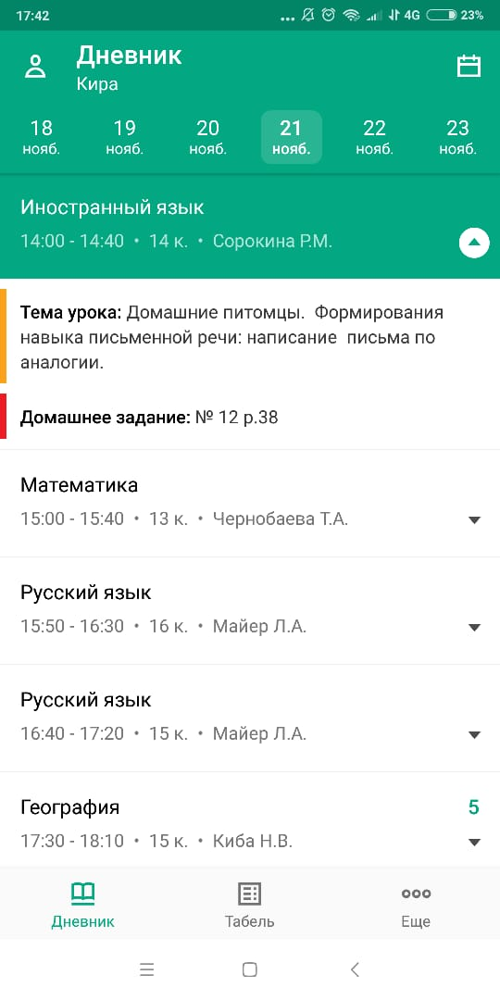 17:42
4G
23%
Дневник
Кира
18 19 20 21 22 23
нояб. нояб. нояб. нояб. нояб. нояб.
Иностранный язык
14:00 - 14:40 • 14 к. • Сорокина Р.М.
Тема урока: Домашние питомцы.  Формирования
навыка письменной речи: написание  письма по
аналогии.
Домашнее задание: № 12 р.38
Математика
15:00 - 15:40 • 13 к. • Чернобаева Т.А.
Русский язык
15:50 - 16:30 • 16 к. • Майер Л.А.
Русский язык
16:40 - 17:20 • 15 к. • Майер Л.А.
География 5
17:30 - 18:10 • 15 к. • Киба Н.В.
Дневник Табель Еще